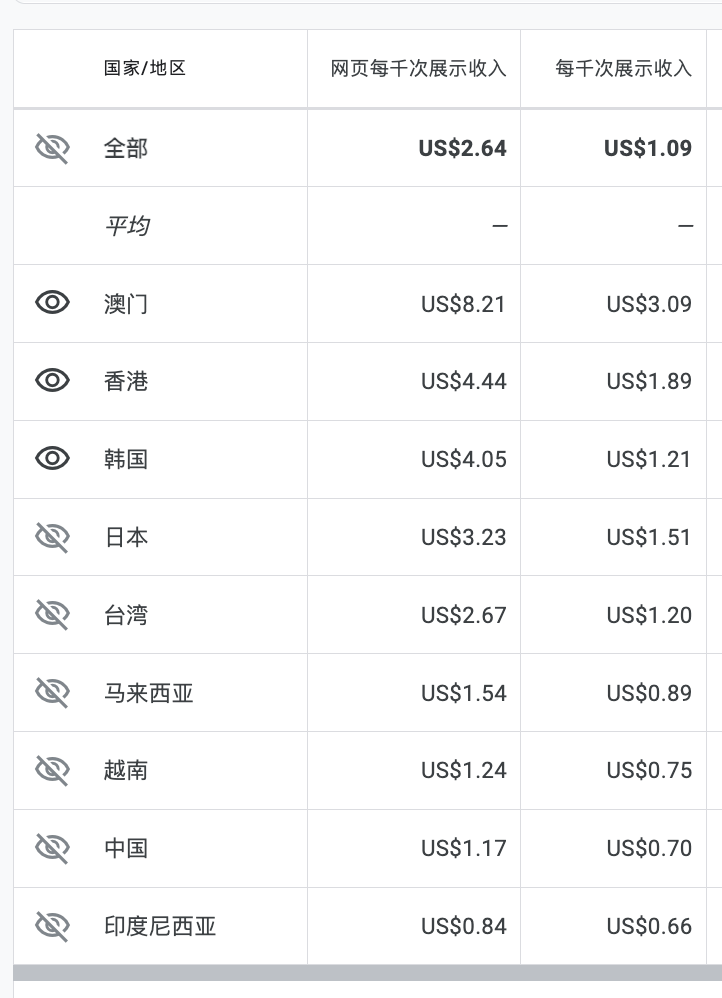 国家/地区 网页每千次展示收入 每千次展示收入
全部 US$2.64 US$1.09
平均 — —
澳门 US$8.21 US$3.09
香港 US$4.44 US$1.89
韩国 US$4.05 US$1.21
日本 US$3.23 US$1.51
台湾 US$2.67 US$1.20
马来西亚 US$1.54 US$0.89
越南 US$1.24 US$0.75
中国 US$1.17 US$0.70
印度尼西亚 US$0.84 US$0.66